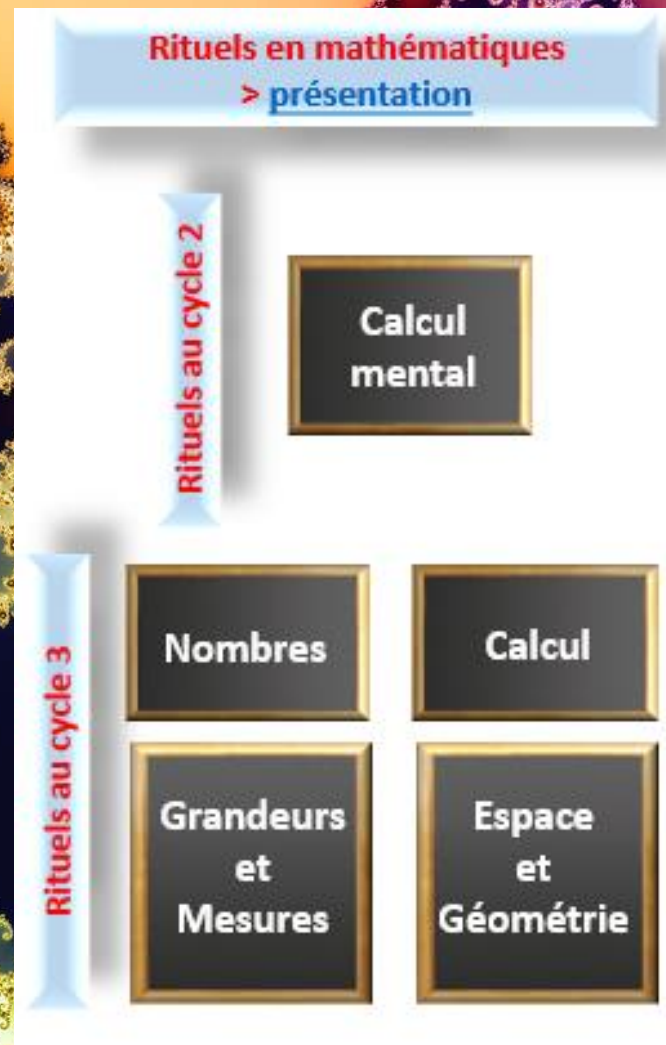 Rituels en mathématiques
> présentation
Rituels au cycle 2
Calcul
mental
Rituels au cycle 3
Nombres
Calcul
Grandeurs
et
Mesures
Espace
et
Géométrie